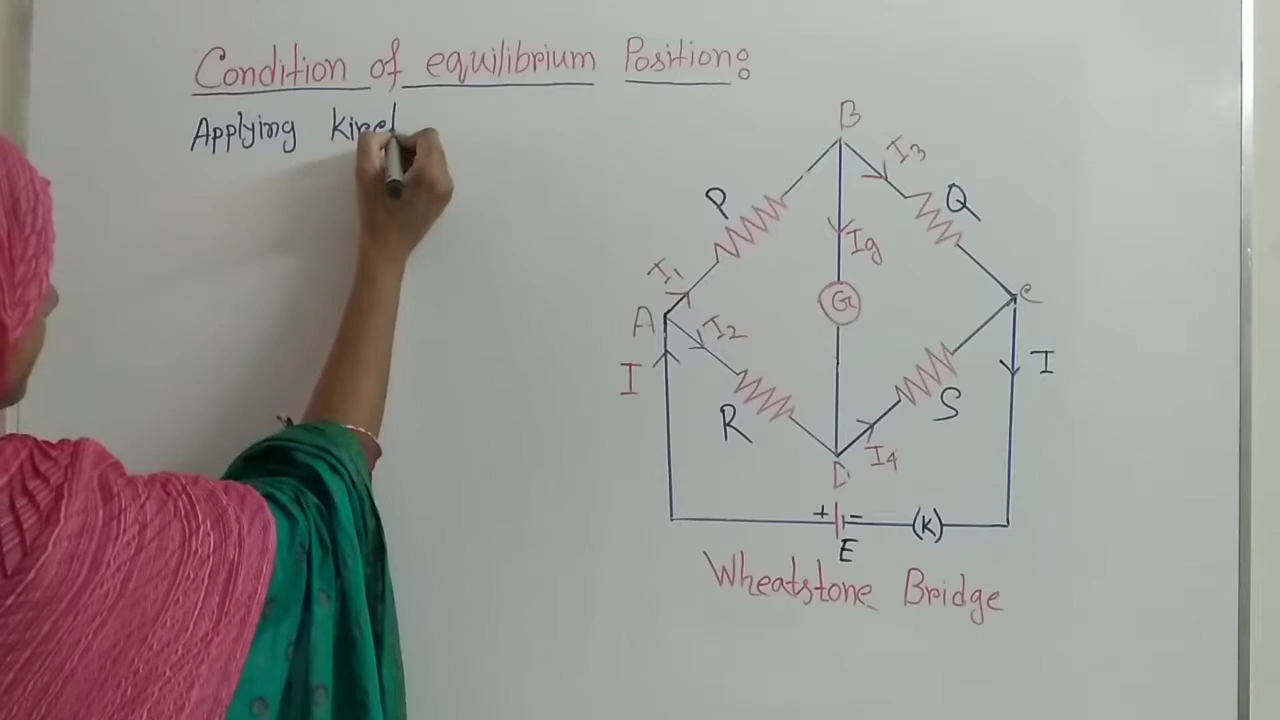 Condition of equilibrium Position:
Applying
B
I3
P
Q
Ig
I1
G
C
A
I2
I
I
R
S
I4
D
+ -
(K)
E
Wheatstone Bridge